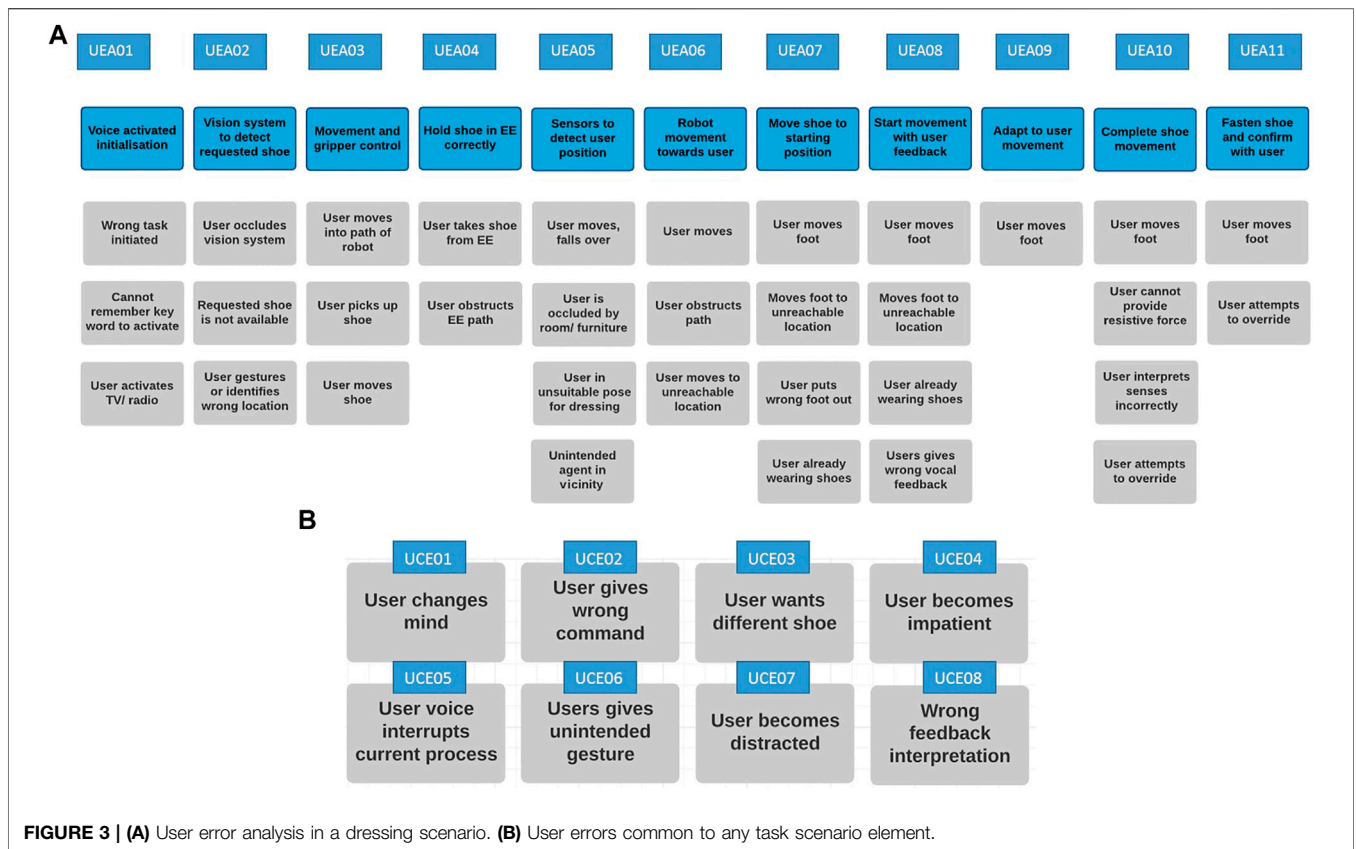 A
UEA01 UEA02 UEA03 UEA04 UEA05 UEA06 UEA07 UEA08 UEA09 UEA10 UEA11
Voice activated
initialisation
Vision system
to detect
requested shoe
Movement and
gripper control
Hold shoe in EE
correctly
Sensors to
detect user
position
Robot
movement
towards user
Move shoe to
starting
position
Start movement
with user
feedback
Adapt to user
movement
Complete shoe
movement
Fasten shoe
and confirm
with user
Wrong task
initiated
User occludes
vision system
User moves
into path of
robot
User takes shoe
from EE
User moves,
falls over
User moves
User moves
foot
User moves
foot
User moves
foot
User moves
foot
User moves
foot
Cannot
remember key
word to activate
Requested shoe
is not available
User picks up
shoe
User obstructs
EE path
User is
occluded by
room/ furniture
User obstructs
path
Moves foot to
unreachable
location
Moves foot to
unreachable
location
User cannot
provide
resistive force
User attempts
to override
User activates
TV/ radio
User gestures
or identifies
wrong location
User moves
shoe
User in
unsuitable pose
for dressing
User moves to
unreachable
location
User puts
wrong foot out
User already
wearing shoes
User interprets
senses
incorrectly
Unintended
agent in
vicinity
User already
wearing shoes
Users gives
wrong vocal
feedback
User attempts
to override
B
UCE01
User changes
mind
UCE02
User gives
wrong
command
UCE03
User wants
different shoe
UCE04
User becomes
impatient
UCE05
User voice
interrupts
current process
UCE06
Users gives
unintended
gesture
UCE07
User becomes
distracted
UCE08
Wrong
feedback
interpretation
FIGURE 3 | (A) User error analysis in a dressing scenario. (B) User errors common to any task scenario element.